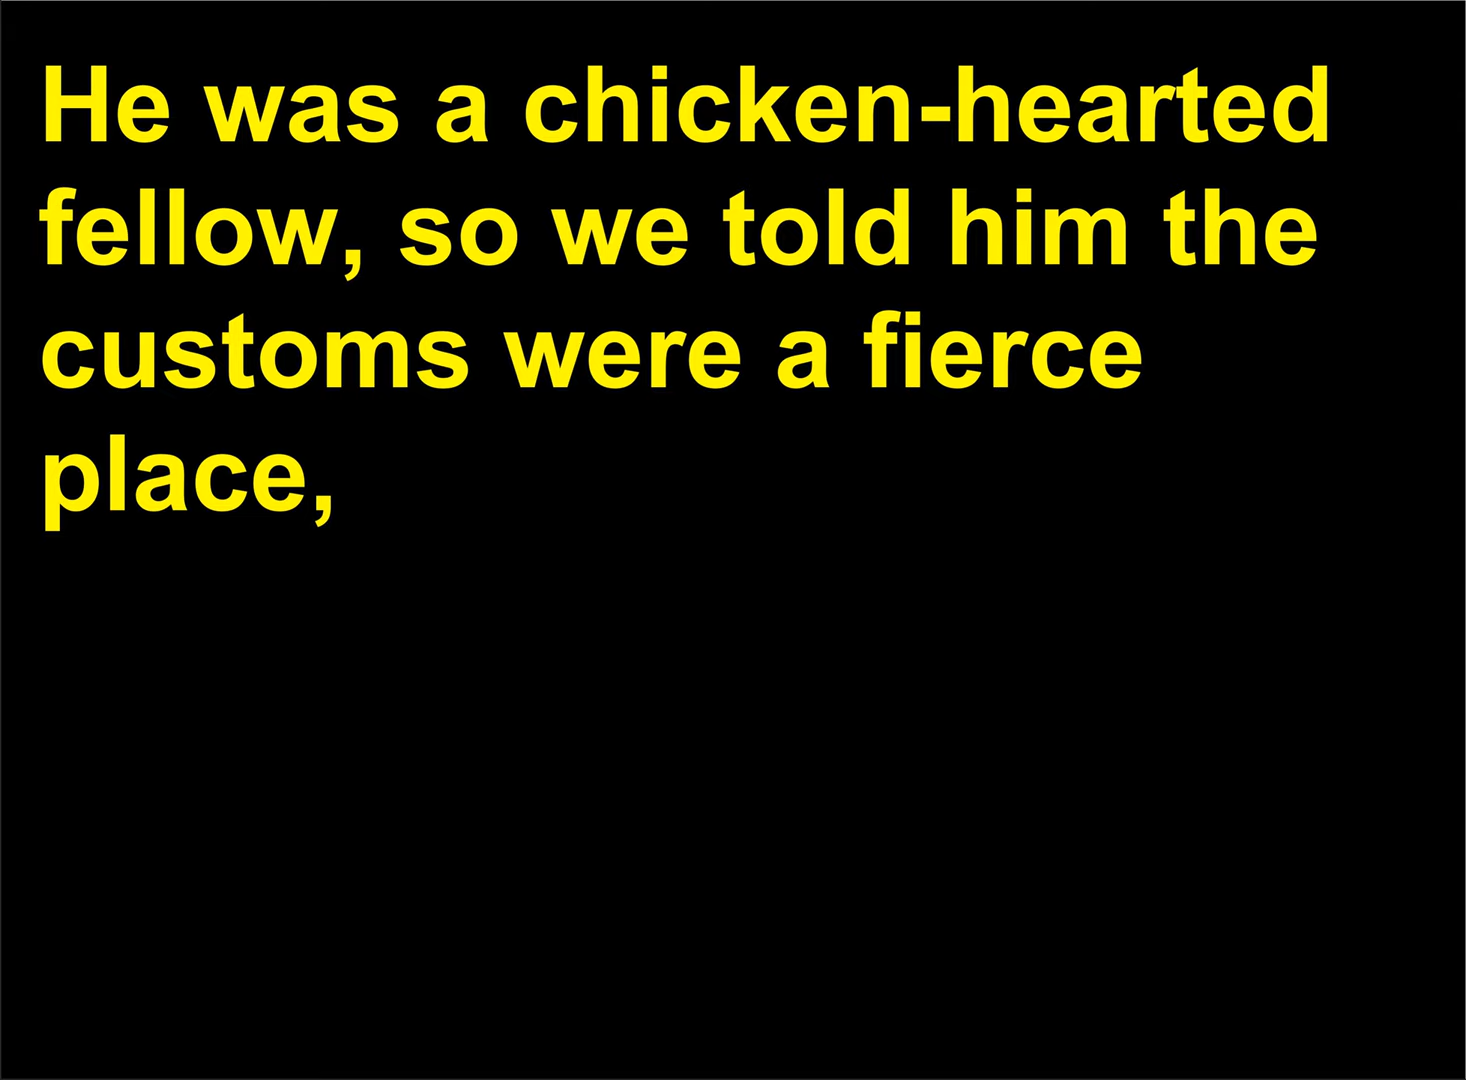 He was a chicken-hearted
fellow, so we told him the
customs were a fierce
place,